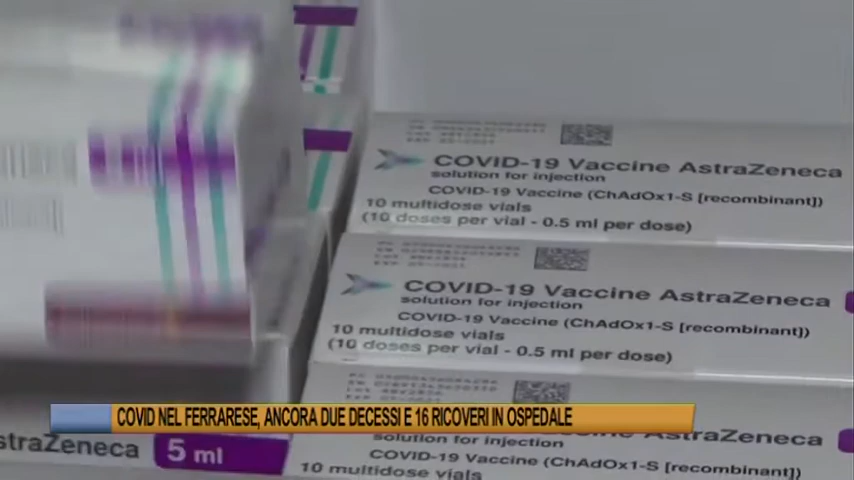 COVID-19 Vaccine AstraZeneca
solution for injection
COVID-19 Vaccine (ChAdOx1-S [recombinant])
10 multidose vials
(10 doses per vial - 0.5 ml per dose)
COVID-19 Vaccine AstraZeneca
solution for injection
COVID-19 Vaccine (ChAdOx1-S [recombinant])
10 multidose vials
(10 doses per vial - 0.5 ml per dose)
COVID NEL FERRARESE, ANCORA DUE DECESSI E 16 RICOVERI IN OSPEDALE
AstraZeneca
solution for injection
COVID-19 Vaccine (ChAdOx1-S [recombinant])
10 multidose vials
straZeneca
5 ml